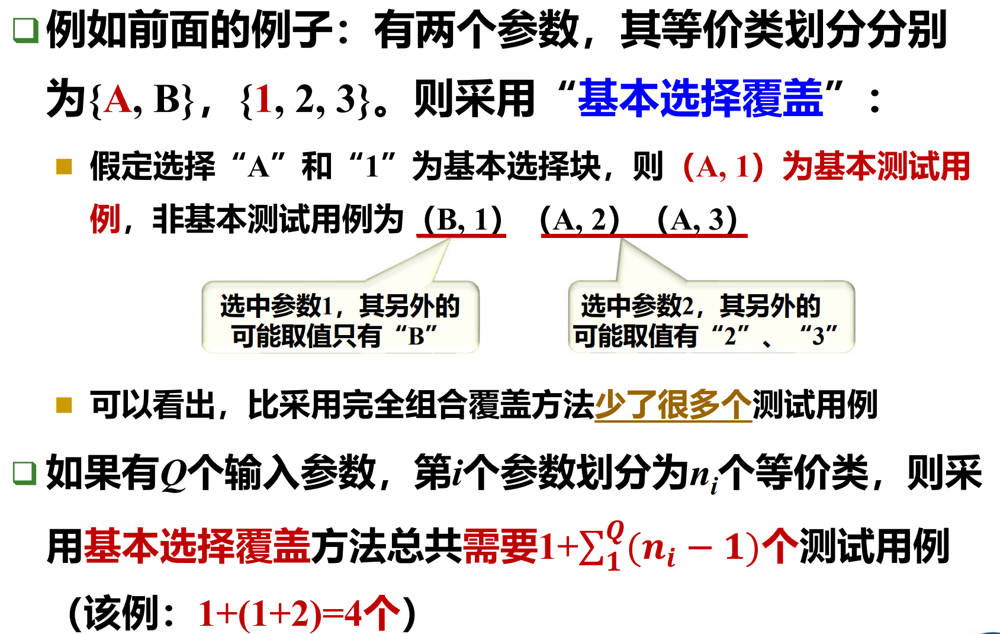 例如前面的例子：有两个参数，其等价类划分分别
为{A, B}，{1, 2, 3}。则采用“基本选择覆盖”：
假定选择“A”和“1”为基本选择块，则（A, 1）为基本测试用
例，非基本测试用例为（B, 1）（A, 2）（A, 3）
选中参数1，其另外的
可能取值只有“B”
选中参数2，其另外的
可能取值有“2”、“3”
可以看出，比采用完全组合覆盖方法少了很多个测试用例
如果有Q个输入参数，第i个参数划分为nᵢ个等价类，则采
用基本选择覆盖方法总共需要1+∑₁^Q(nᵢ − 1)个测试用例
（该例：1+(1+2)=4个）